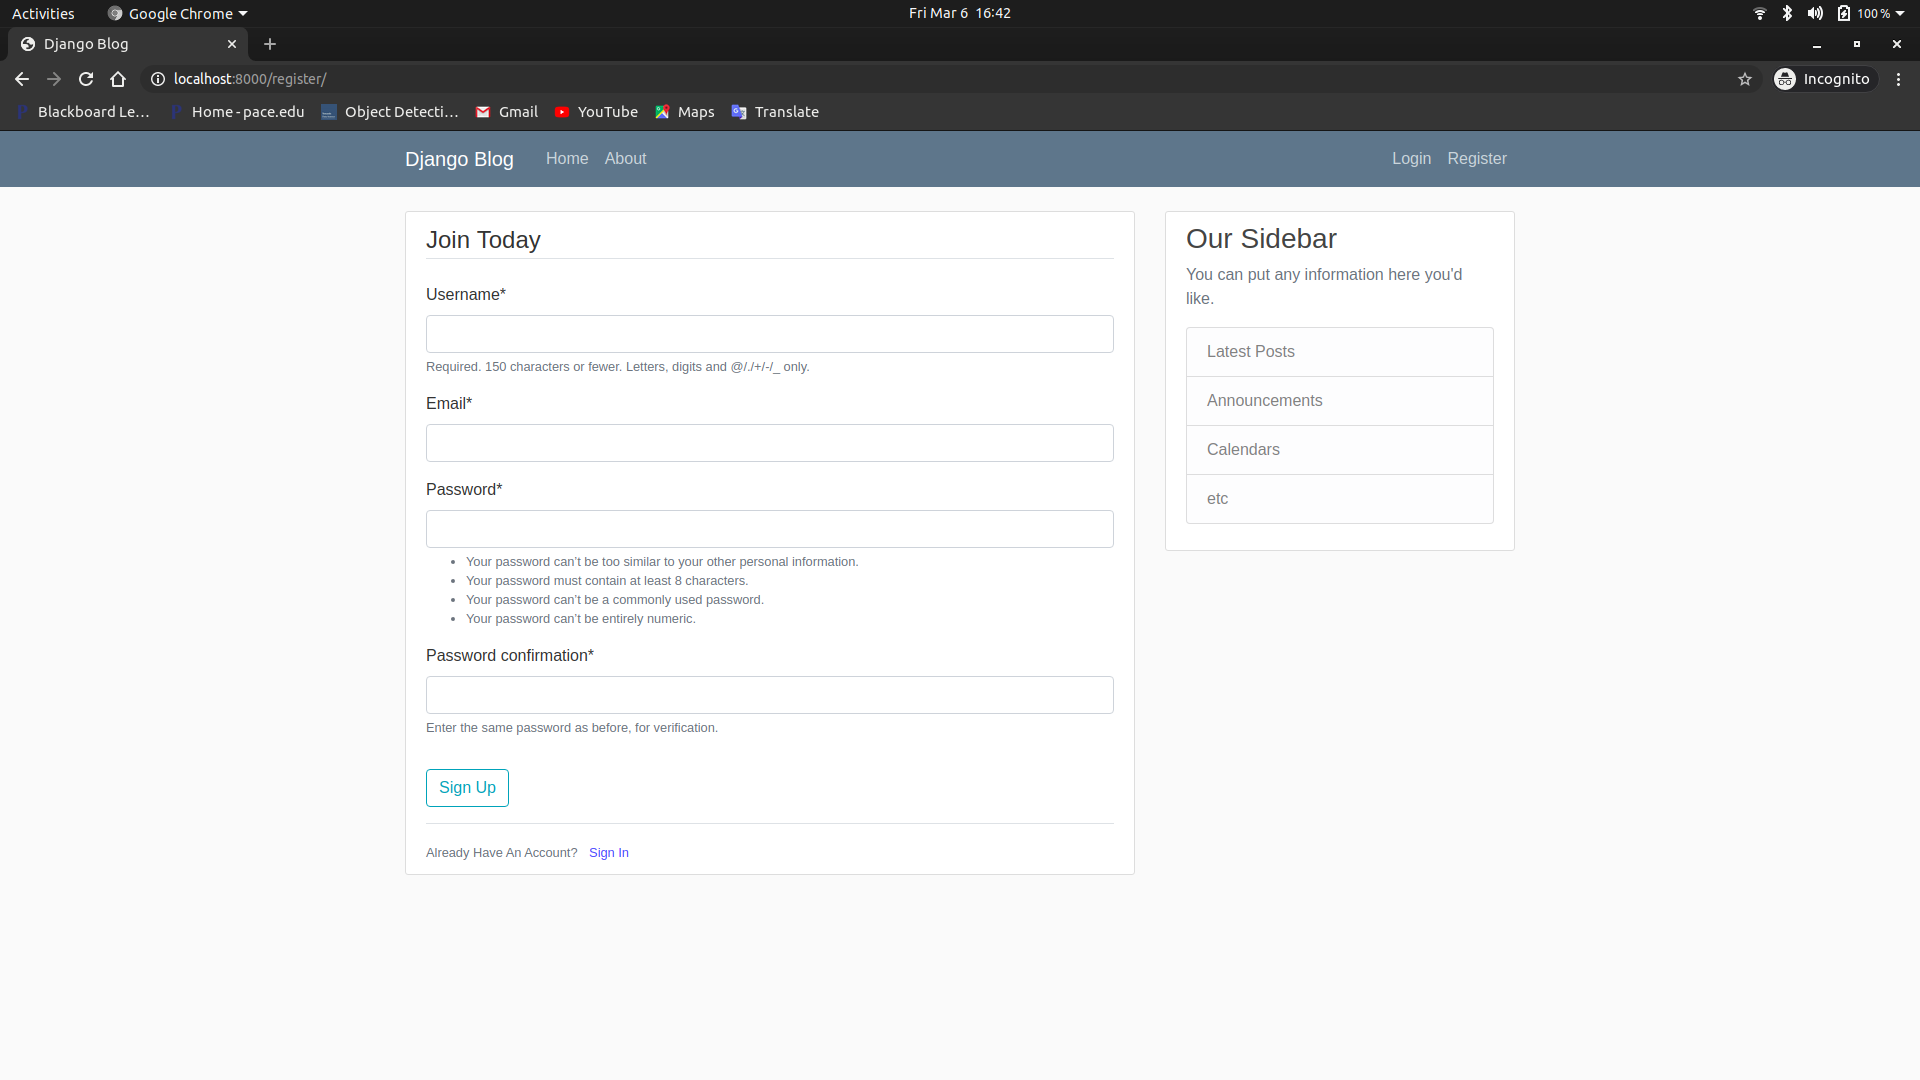 Activities Google Chrome Fri Mar 6 16:42 100 %
Django Blog
localhost:8000/register/ Incognito
Blackboard Le... Home - pace.edu Object Detecti... Gmail YouTube Maps Translate
Django Blog Home About Login Register
Join Today
Username*
Required. 150 characters or fewer. Letters, digits and @/./+/-/_ only.
Email*
Password*
Your password can't be too similar to your other personal information.
Your password must contain at least 8 characters.
Your password can't be a commonly used password.
Your password can't be entirely numeric.
Password confirmation*
Enter the same password as before, for verification.
Sign Up
Already Have An Account? Sign In
Our Sidebar
You can put any information here you'd
like.
Latest Posts
Announcements
Calendars
etc